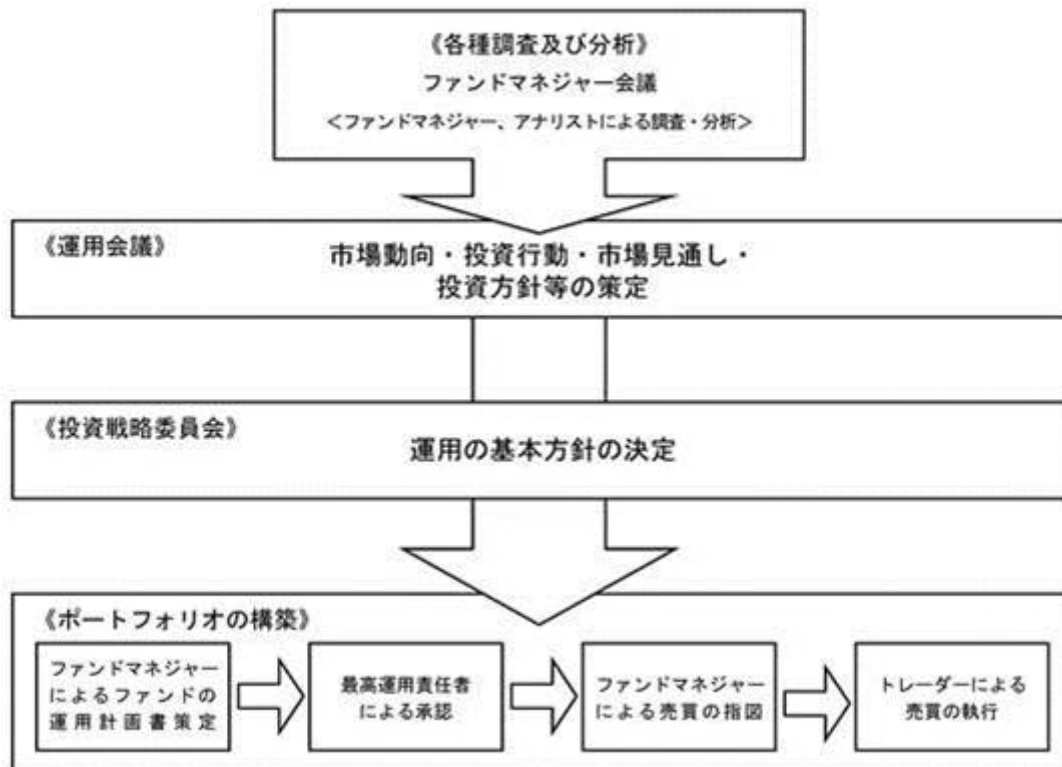 《各種調査及び分析》
ファンドマネジャー会議
＜ファンドマネジャー、アナリストによる調査・分析＞
《運用会議》
市場動向・投資行動・市場見通し・
投資方針等の策定
《投資戦略委員会》
運用の基本方針の決定
《ポートフォリオの構築》
ファンドマネジャー
によるファンドの
運用計画書策定
最高運用責任者
による承認
ファンドマネジャー
による売買の指図
トレーダーによる
売買の執行